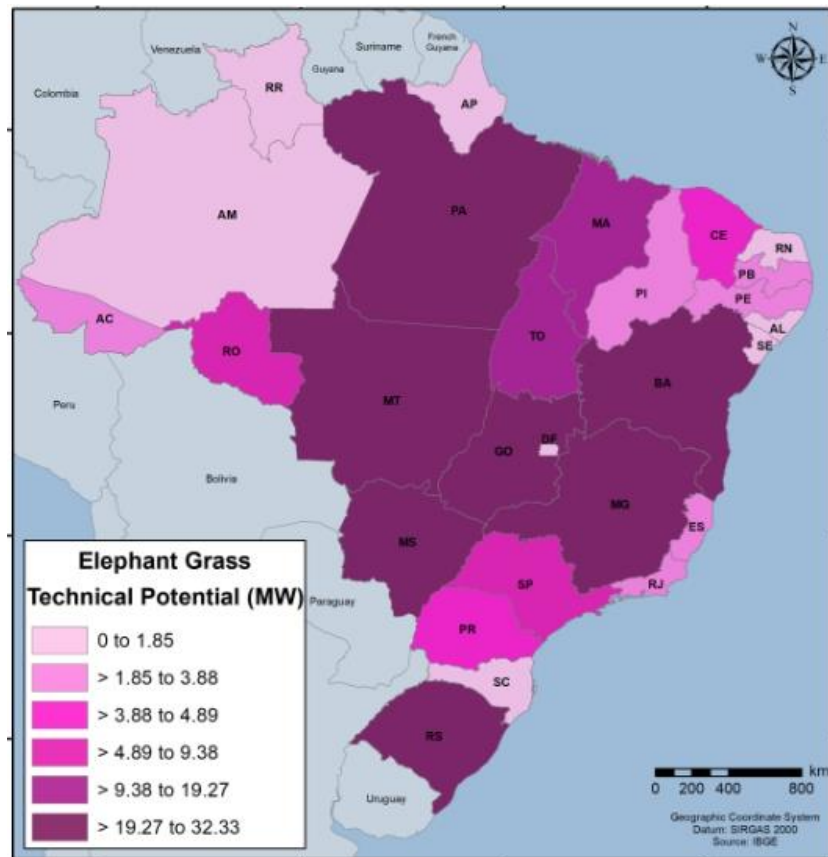 N
W E
S
French
Guyana
Suriname
Venezuela
Guyana
Colombia
RR
AP
AM
PA
MA
CE
RN
PB
PI
PE
AC
AL
SE
RO
TO
BA
Peru
MT
DF
GO
Bolivia
MG
ES
MS
SP
RJ
Paraguay
PR
SC
RS
Uruguay
Elephant Grass
Technical Potential (MW)
0 to 1.85
> 1.85 to 3.88
> 3.88 to 4.89
> 4.89 to 9.38
> 9.38 to 19.27
> 19.27 to 32.33
km
0 200 400 800
Geographic Coordinate System
Datum: SIRGAS 2000
Source: IBGE